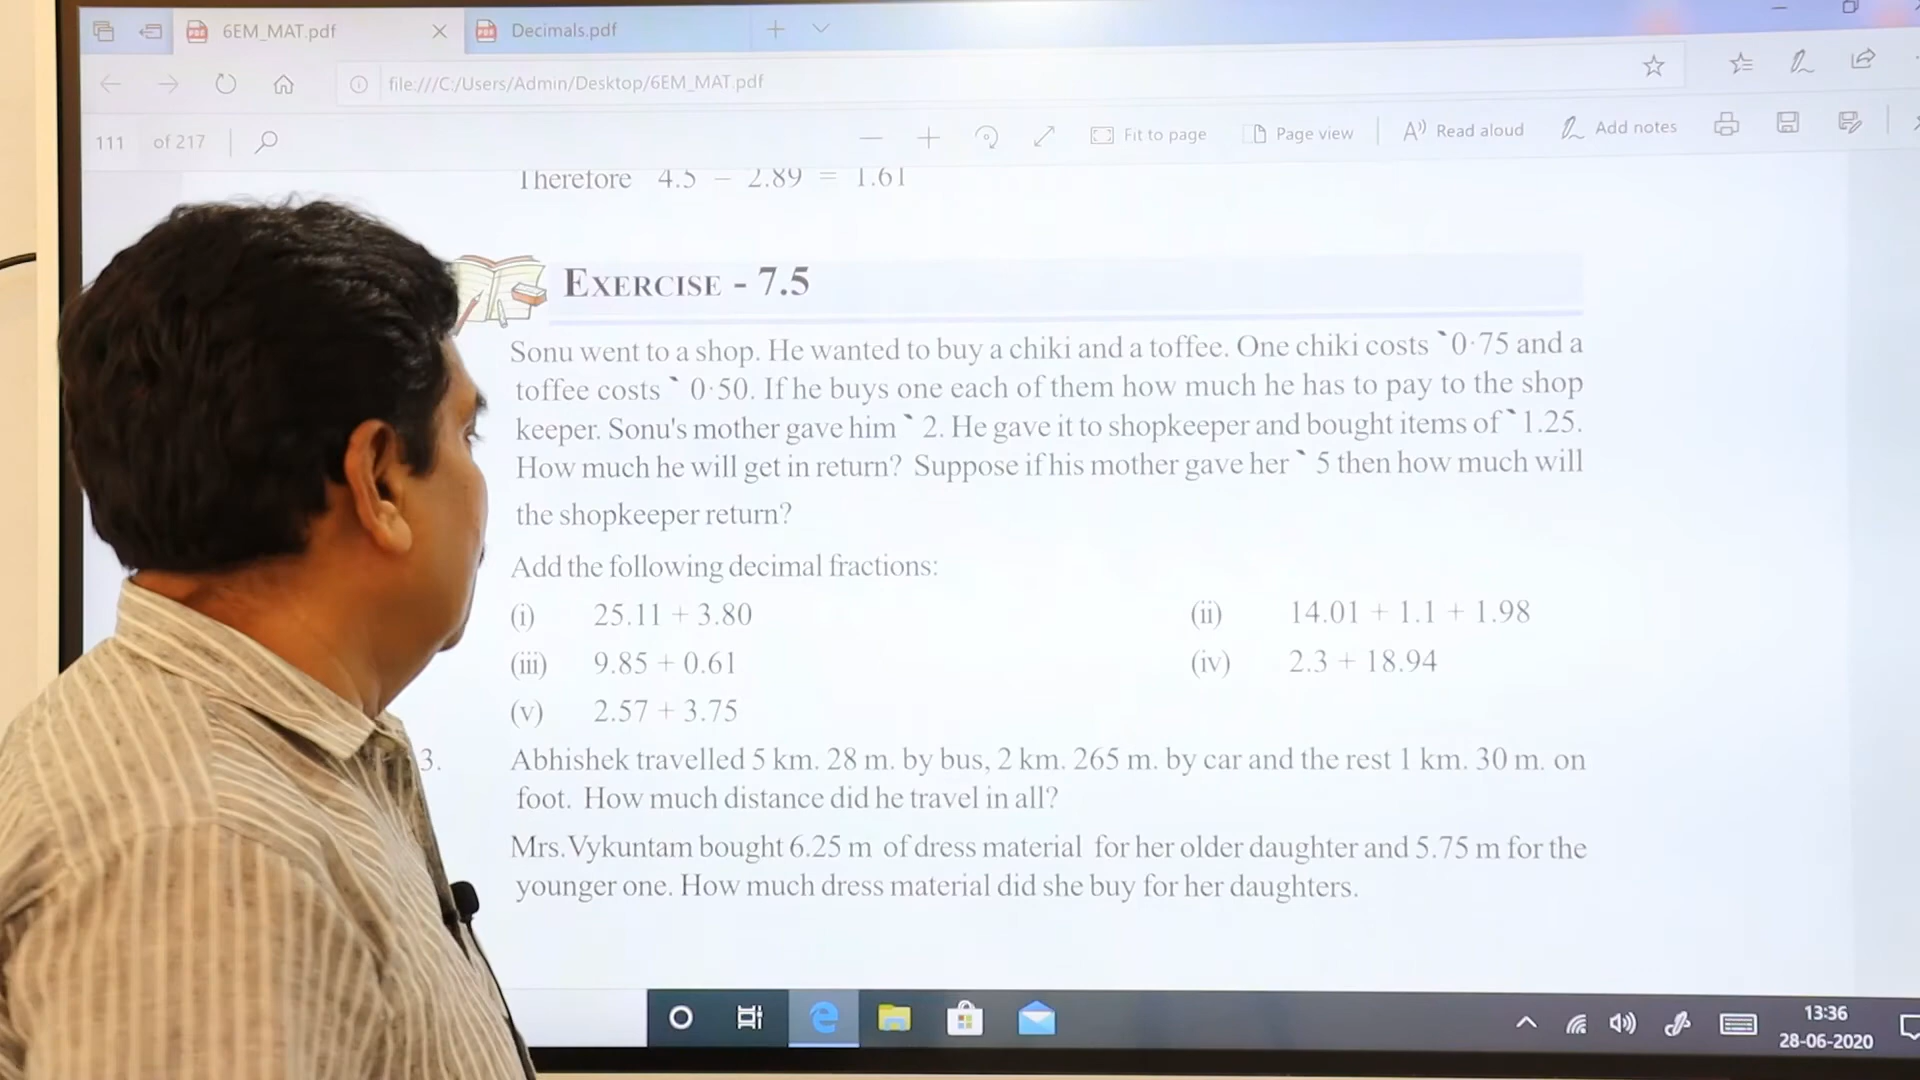 6EM_MAT.pdf
Decimals.pdf
file:///C:/Users/Admin/Desktop/6EM_MAT.pdf
111 of 217
Fit to page
Page view
Read aloud
Add notes
Therefore 4.5 – 2.89 = 1.61
EXERCISE - 7.5
Sonu went to a shop. He wanted to buy a chiki and a toffee. One chiki costs `0·75 and a
toffee costs ` 0·50. If he buys one each of them how much he has to pay to the shop
keeper. Sonu's mother gave him ` 2. He gave it to shopkeeper and bought items of `1.25.
How much he will get in return? Suppose if his mother gave her ` 5 then how much will
the shopkeeper return?
Add the following decimal fractions:
(i) 25.11 + 3.80
(ii) 14.01 + 1.1 + 1.98
(iii) 9.85 + 0.61
(iv) 2.3 + 18.94
(v) 2.57 + 3.75
3. Abhishek travelled 5 km. 28 m. by bus, 2 km. 265 m. by car and the rest 1 km. 30 m. on
foot. How much distance did he travel in all?
Mrs.Vykuntam bought 6.25 m of dress material for her older daughter and 5.75 m for the
younger one. How much dress material did she buy for her daughters.
13:36
28-06-2020